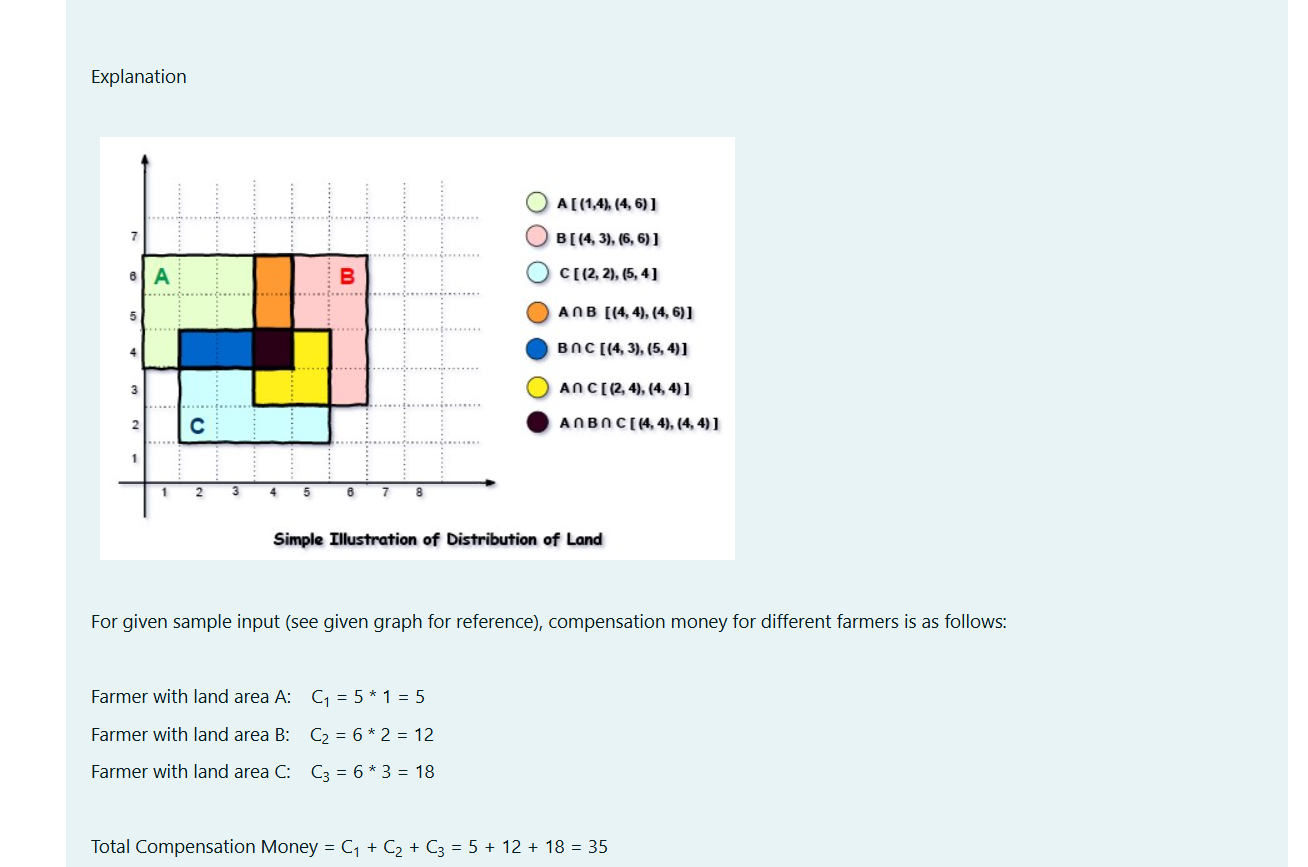 Explanation
7
6
5
4
3
2
1
A
B
C
1 2 3 4 5 6 7 8
A [ (1,4), (4, 6) ]
B [ (4, 3), (6, 6) ]
C [ (2, 2), (5, 4 ]
A ∩ B [(4, 4), (4, 6)]
B ∩ C [(4, 3), (5, 4)]
A ∩ C [ (2, 4), (4, 4) ]
A ∩ B ∩ C [ (4, 4), (4, 4) ]
Simple Illustration of Distribution of Land
For given sample input (see given graph for reference), compensation money for different farmers is as follows:
Farmer with land area A: C₁ = 5 * 1 = 5
Farmer with land area B: C₂ = 6 * 2 = 12
Farmer with land area C: C₃ = 6 * 3 = 18
Total Compensation Money = C₁ + C₂ + C₃ = 5 + 12 + 18 = 35